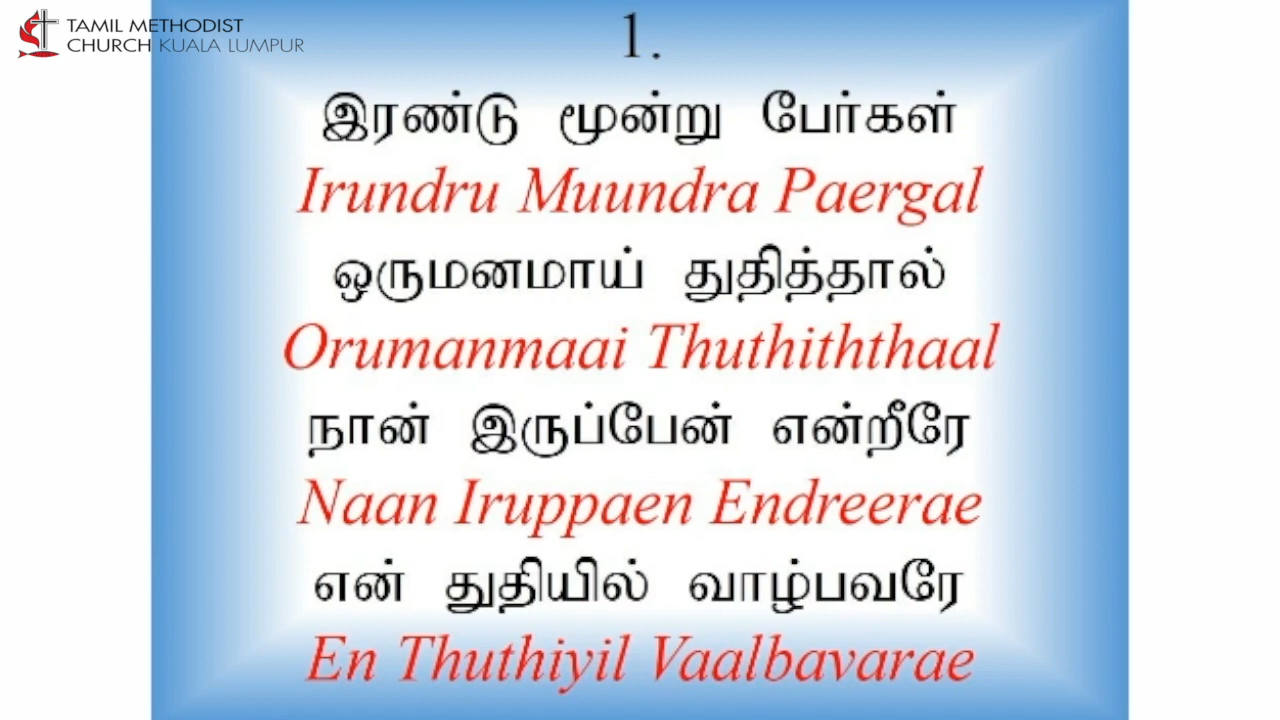 TAMIL METHODIST
CHURCH KUALA LUMPUR
1.
இரண்டு மூன்று பேர்கள்
Irundru Muundra Paergal
ஒருமனமாய் துதித்தால்
Orumanmaai Thuthiththaal
நான் இருப்பேன் என்றீரே
Naan Iruppaen Endreerae
என் துதியில் வாழ்பவரே
En Thuthiyil Vaalbavarae